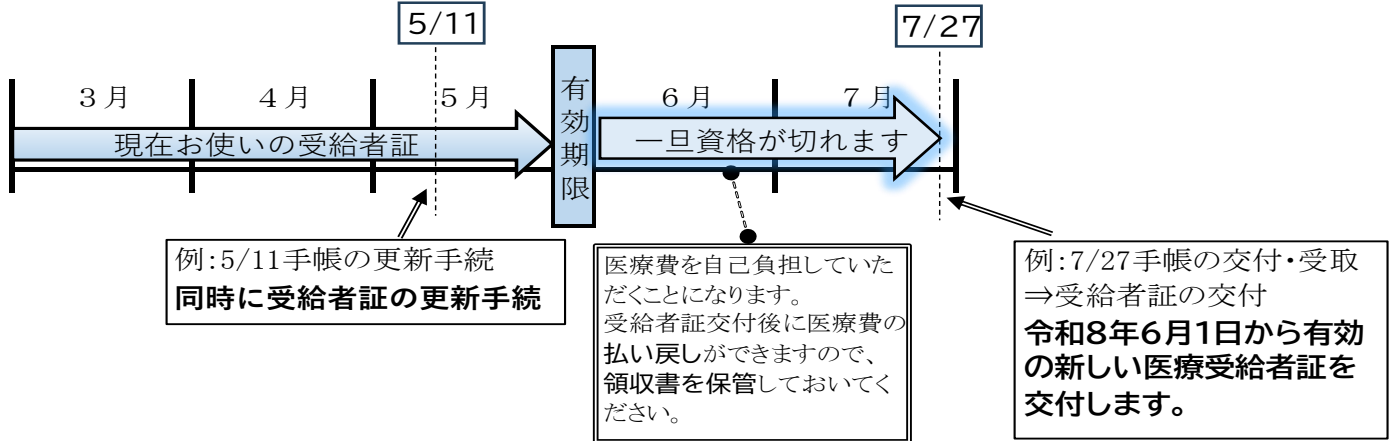 5/11
7/27
3月
4月
5月
有効期限
6月
7月
現在お使いの受給者証
一旦資格が切れます
例:5/11手帳の更新手続
同時に受給者証の更新手続
医療費を自己負担していた
だくことになります。
受給者証交付後に医療費の
払い戻しができますので、
領収書を保管しておいてく
ださい。
例:7/27手帳の交付・受取
⇒受給者証の交付
令和8年6月1日から有効
の新しい医療受給者証を
交付します。